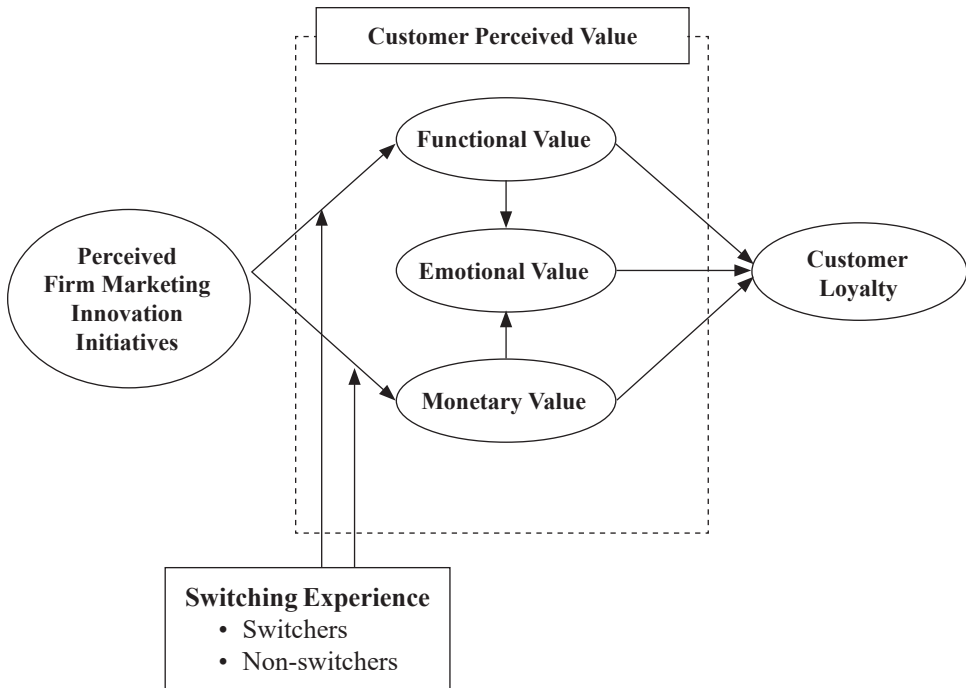 Customer Perceived Value
Functional Value
Perceived
Firm Marketing
Innovation
Initiatives
Emotional Value
Customer
Loyalty
Monetary Value
Switching Experience
• Switchers
• Non-switchers